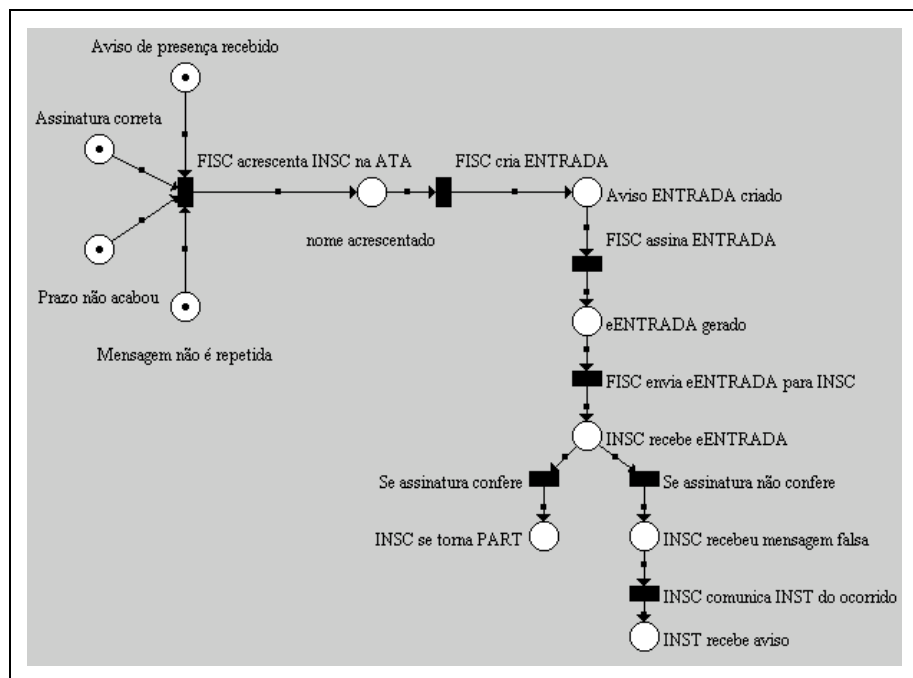 Aviso de presença recebido
Assinatura correta
FISC acrescenta INSC na ATA
FISC cria ENTRADA
Aviso ENTRADA criado
nome acrescentado
FISC assina ENTRADA
Prazo não acabou
Mensagem não é repetida
eENTRADA gerado
FISC envia eENTRADA para INSC
INSC recebe eENTRADA
Se assinatura confere
Se assinatura não confere
INSC se torna PART
INSC recebeu mensagem falsa
INSC comunica INST do ocorrido
INST recebe aviso